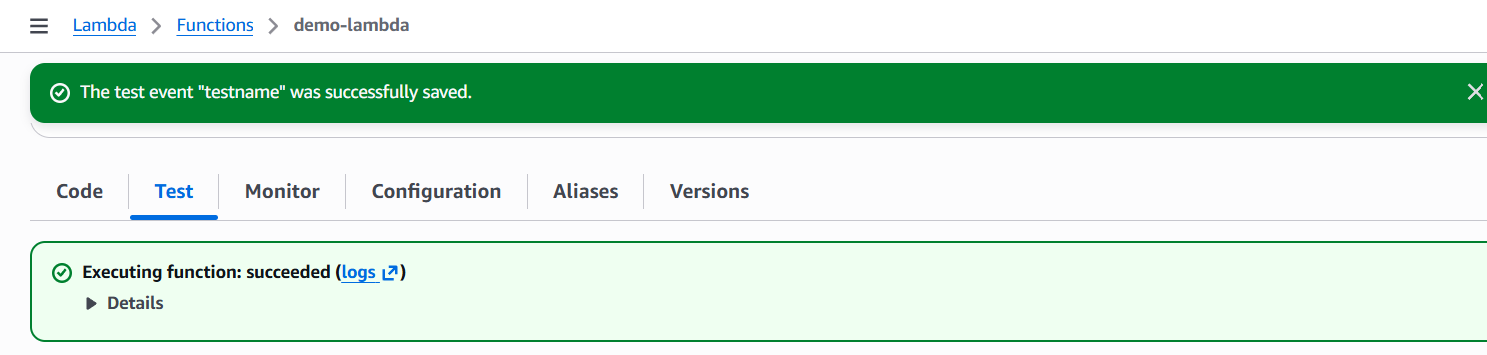 Lambda Functions demo-lambda
The test event "testname" was successfully saved.
Code Test Monitor Configuration Aliases Versions
Executing function: succeeded (logs)
Details